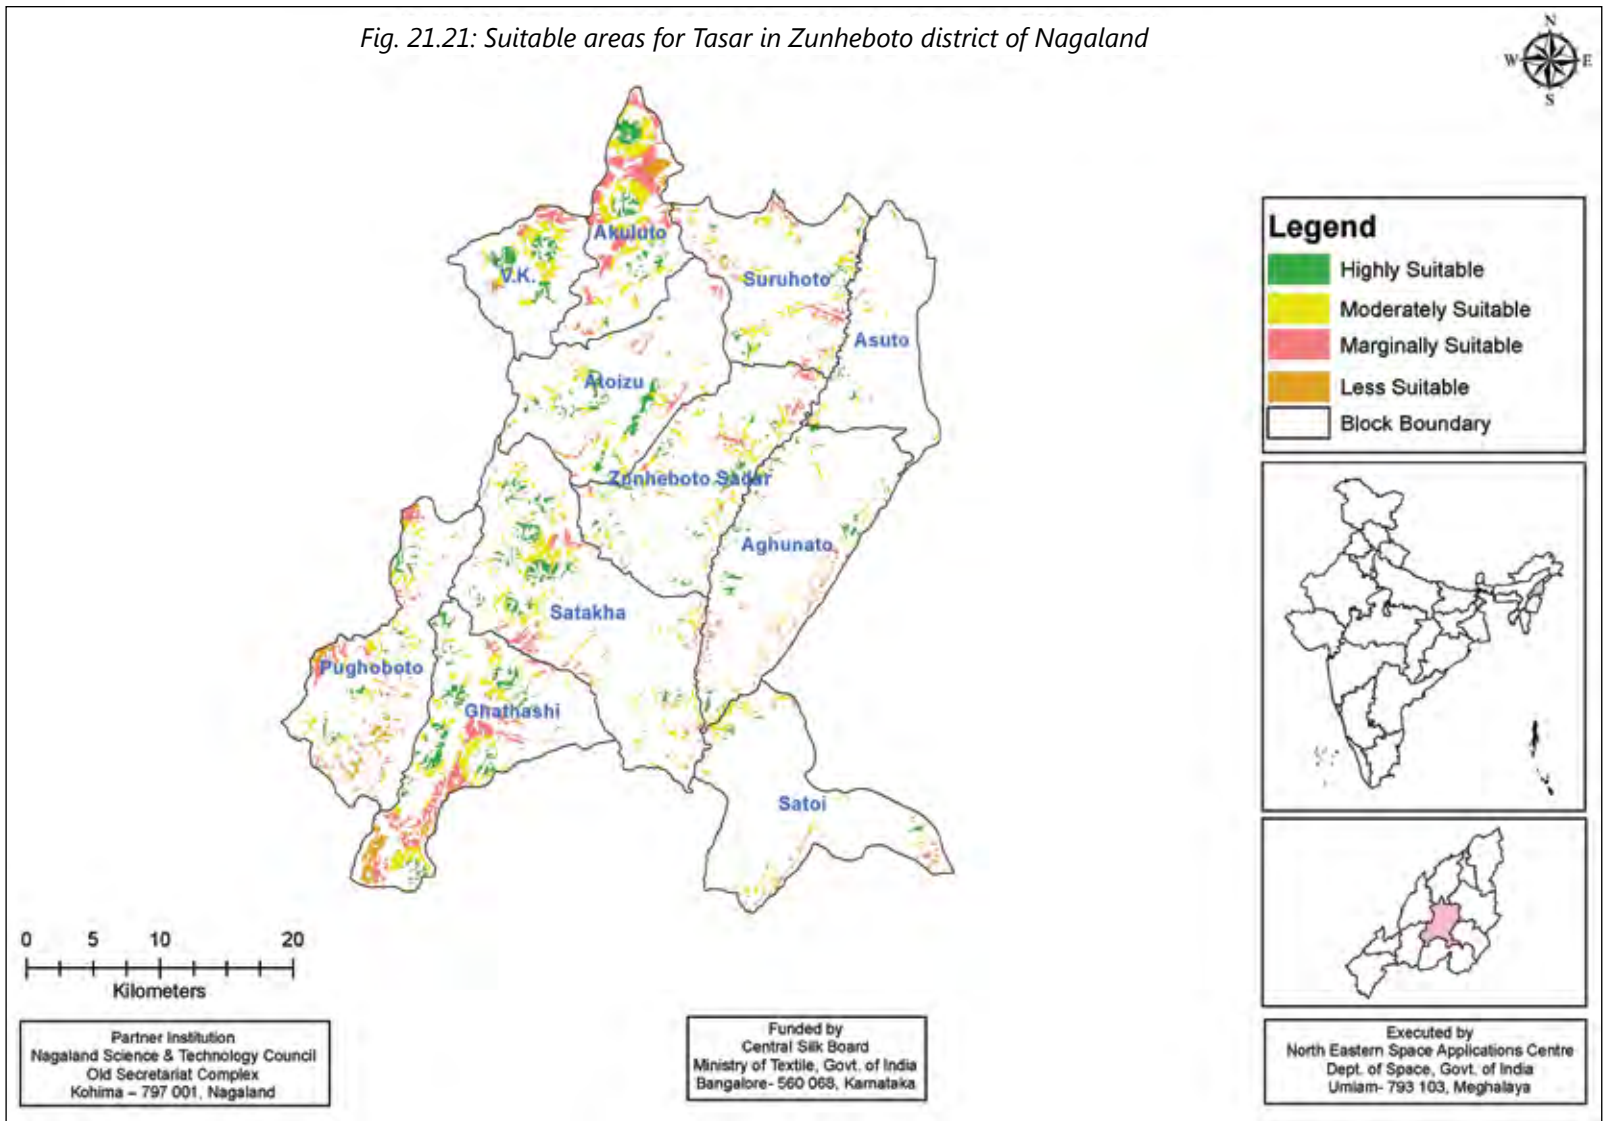 Fig. 21.21: Suitable areas for Tasar in Zunheboto district of Nagaland
N
W
E
S
Akuluto
V.K.
Suruhoto
Asuto
Atoizu
Zunheboto Sadar
Aghunato
Satakha
Pughoboto
Ghathashi
Satoi
Legend
Highly Suitable
Moderately Suitable
Marginally Suitable
Less Suitable
Block Boundary
0 5 10 20
Kilometers
Partner Institution
Nagaland Science & Technology Council
Old Secretariat Complex
Kohima – 797 001, Nagaland
Funded by
Central Silk Board
Ministry of Textile, Govt. of India
Bangalore- 560 068, Karnataka
Executed by
North Eastern Space Applications Centre
Dept. of Space, Govt. of India
Umiam- 793 103, Meghalaya